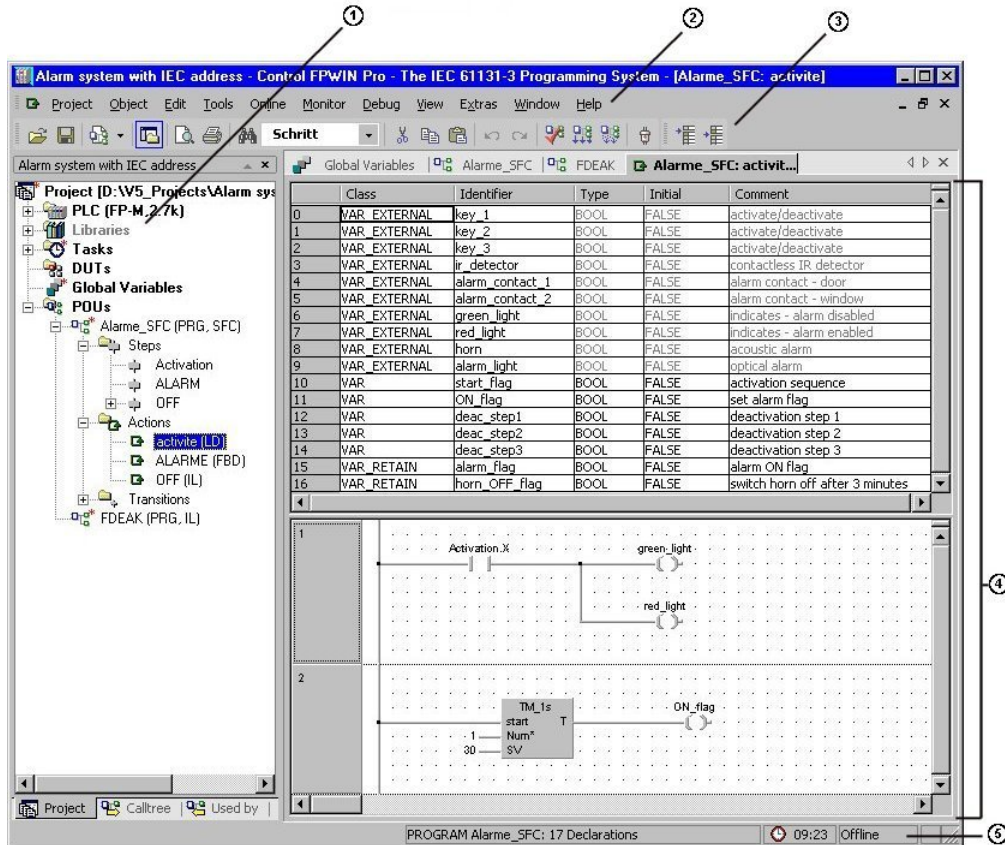 ① ② ③
Alarm system with IEC address - Control FPWIN Pro - The IEC 61131-3 Programming System - [Alarme_SFC: activite]
Project Object Edit Tools Online Monitor Debug View Extras Window Help
Schritt
Alarm system with IEC address
Project [D:\V5_Projects\Alarm sys
PLC (FP-M,2.7k)
Libraries
Tasks
DUTs
Global Variables
POUs
Alarme_SFC (PRG, SFC)
Steps
Activation
ALARM
OFF
Actions
activite (LD)
ALARME (FBD)
OFF (IL)
Transitions
FDEAK (PRG, IL)
Project Calltree Used by
Global Variables Alarme_SFC FDEAK Alarme_SFC: activit...
Class Identifier Type Initial Comment
0 VAR_EXTERNAL key_1 BOOL FALSE activate/deactivate
1 VAR_EXTERNAL key_2 BOOL FALSE activate/deactivate
2 VAR_EXTERNAL key_3 BOOL FALSE activate/deactivate
3 VAR_EXTERNAL ir_detector BOOL FALSE contactless IR detector
4 VAR_EXTERNAL alarm_contact_1 BOOL FALSE alarm contact - door
5 VAR_EXTERNAL alarm_contact_2 BOOL FALSE alarm contact - window
6 VAR_EXTERNAL green_light BOOL FALSE indicates - alarm disabled
7 VAR_EXTERNAL red_light BOOL FALSE indicates - alarm enabled
8 VAR_EXTERNAL horn BOOL FALSE acoustic alarm
9 VAR_EXTERNAL alarm_light BOOL FALSE optical alarm
10 VAR start_flag BOOL FALSE activation sequence
11 VAR ON_flag BOOL FALSE set alarm flag
12 VAR deac_step1 BOOL FALSE deactivation step 1
13 VAR deac_step2 BOOL FALSE deactivation step 2
14 VAR deac_step3 BOOL FALSE deactivation step 3
15 VAR_RETAIN alarm_flag BOOL FALSE alarm ON flag
16 VAR_RETAIN horn_OFF_flag BOOL FALSE switch horn off after 3 minutes
1
Activation.X green_light
red_light
④
2
TM_1s ON_flag
start T
1 Num*
30 SV
PROGRAM Alarme_SFC: 17 Declarations 09:23 Offline
⑤